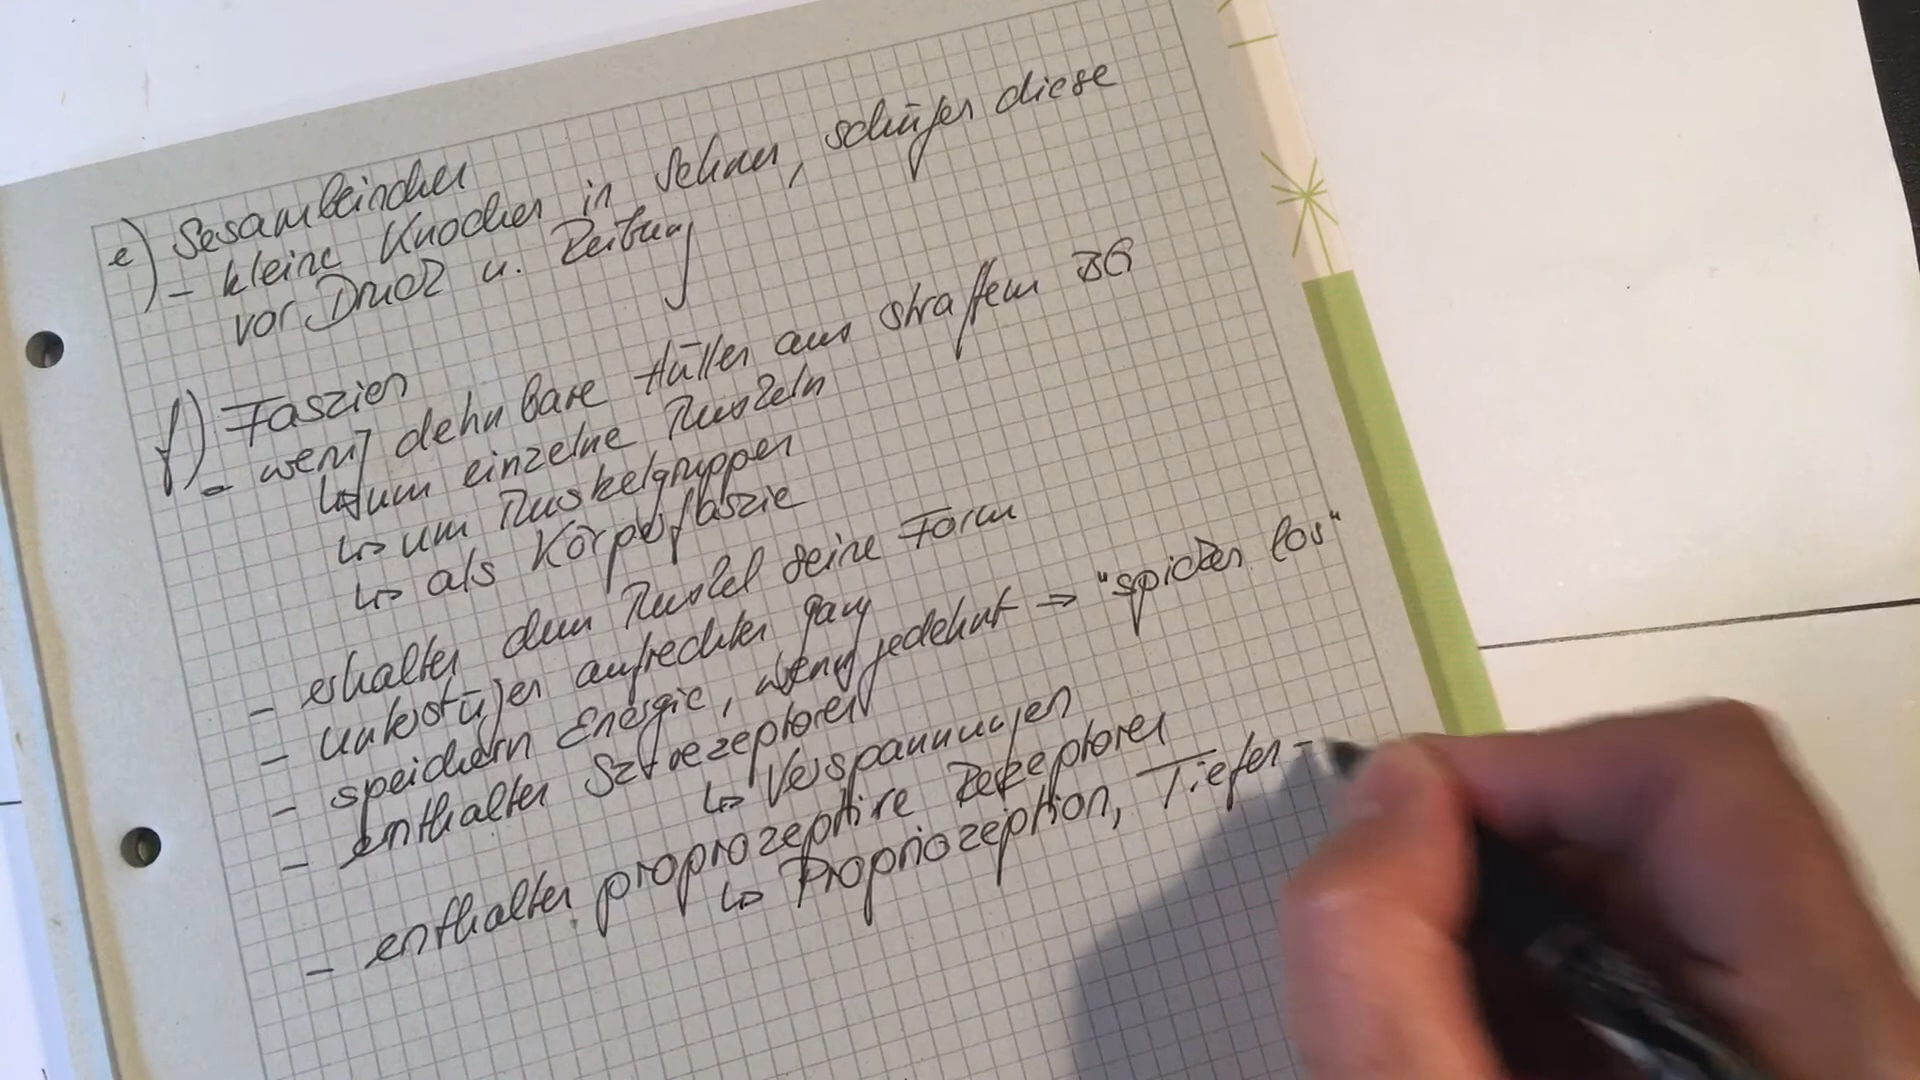 e) Sesambeinchen
- kleine Knochen in Sehnen, schützen diese
vor Druck u. Reibung
f) Faszien
- wenig dehnbare Hüllen aus straffem BG
↳ um einzelne Muskeln
↳ um Muskelgruppen
↳ als Körperfaszie
- erhalten dem Muskel seine Form
- unterstützen aufrechten Gang
- speichern Energie, wenn gedehnt → "spicken los"
- enthalten Sz+rezeptoren
↳ Verspannungen
- enthalten propriozeptive Rezeptoren
↳ Propriozeption, Tiefen-